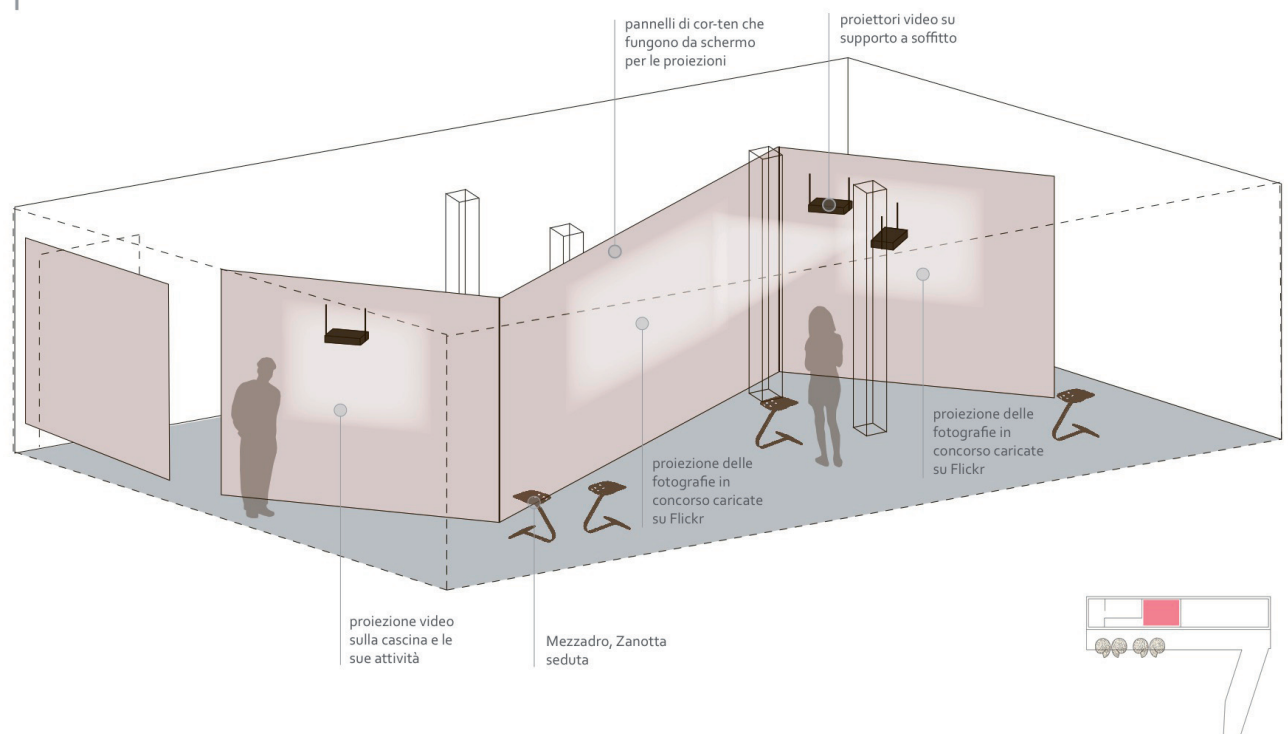 pannelli di cor-ten che
fungono da schermo
per le proiezioni
proiettori video su
supporto a soffitto
proiezione delle
fotografie in
concorso caricate
su Flickr
proiezione delle
fotografie in
concorso caricate
su Flickr
proiezione video
sulla cascina e le
sue attività
Mezzadro, Zanotta
seduta